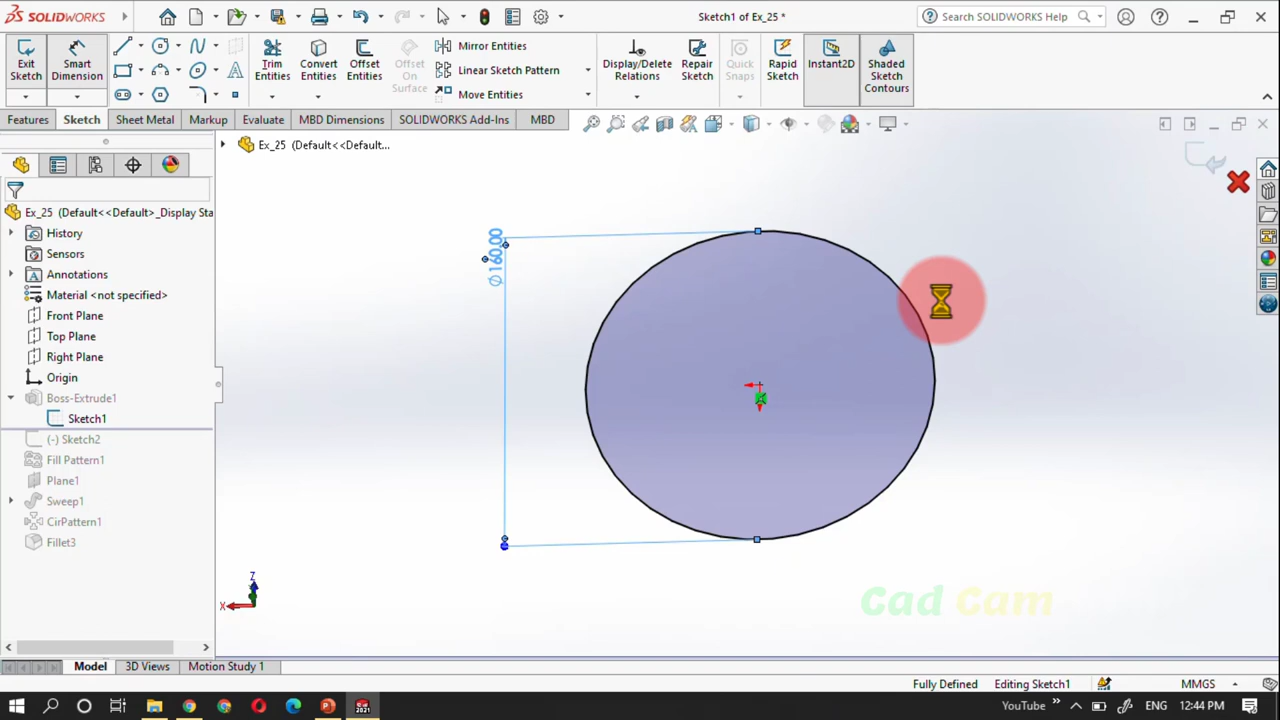 SOLIDWORKS
Sketch1 of Ex_25 *
Search SOLIDWORKS Help
Exit Sketch
Smart Dimension
Trim Entities
Convert Entities
Offset Entities
Offset On Surface
Mirror Entities
Linear Sketch Pattern
Move Entities
Display/Delete Relations
Repair Sketch
Quick Snaps
Rapid Sketch
Instant2D
Shaded Sketch Contours
Features
Sketch
Sheet Metal
Markup
Evaluate
MBD Dimensions
SOLIDWORKS Add-Ins
MBD
Ex_25 (Default<<Default...
Ex_25 (Default<<Default>_Display Sta
History
Sensors
Annotations
Material <not specified>
Front Plane
Top Plane
Right Plane
Origin
Boss-Extrude1
Sketch1
(-) Sketch2
Fill Pattern1
Plane1
Sweep1
CirPattern1
Fillet3
Ø160.00
Z
X
Cad Cam
Model
3D Views
Motion Study 1
Fully Defined
Editing Sketch1
MMGS
2021
YouTube
ENG
12:44 PM